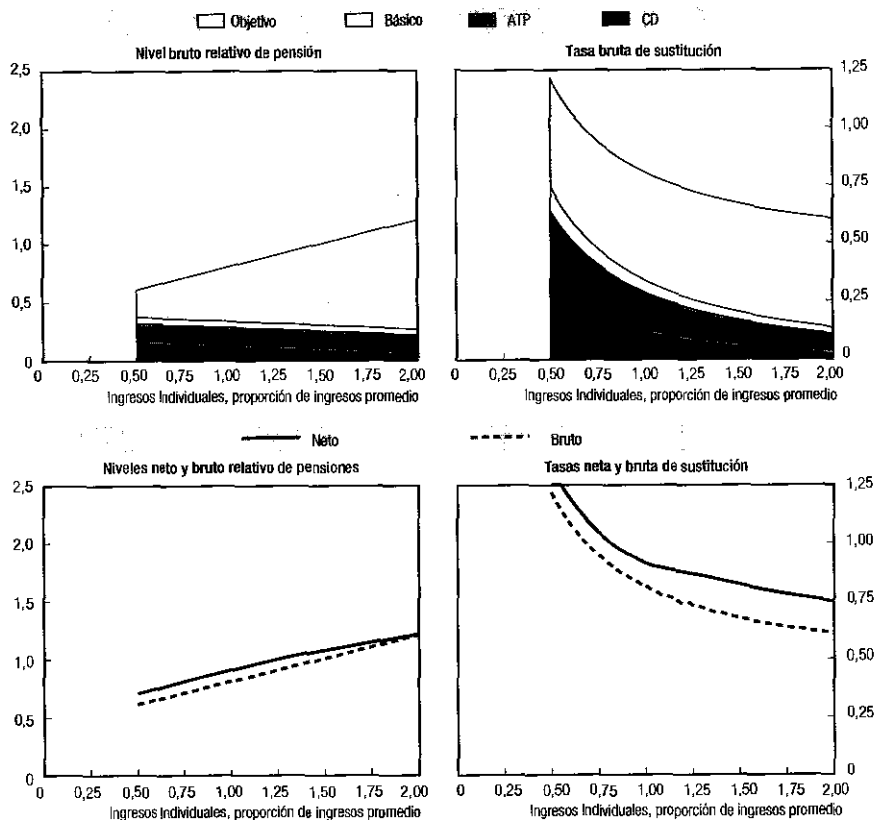 Objetivo Básico ATP CD
Nivel bruto relativo de pensión
2,5
2,0
1,5
1,0
0,5
0
0 0,25 0,50 0,75 1,00 1,25 1,50 1,75 2,00
Ingresos Individuales, proporción de ingresos promedio
Tasa bruta de sustitución
1,25
1,00
0,75
0,50
0,25
0
0 0,25 0,50 0,75 1,00 1,25 1,50 1,75 2,00
Ingresos Individuales, proporción de ingresos promedio
Neto Bruto
Niveles neto y bruto relativo de pensiones
2,5
2,0
1,5
1,0
0,5
0
0 0,25 0,50 0,75 1,00 1,25 1,50 1,75 2,00
Ingresos Individuales, proporción de ingresos promedio
Tasas neta y bruta de sustitución
1,25
1,00
0,75
0,50
0,25
0
0 0,25 0,50 0,75 1,00 1,25 1,50 1,75 2,00
Ingresos Individuales, proporción de ingresos promedio